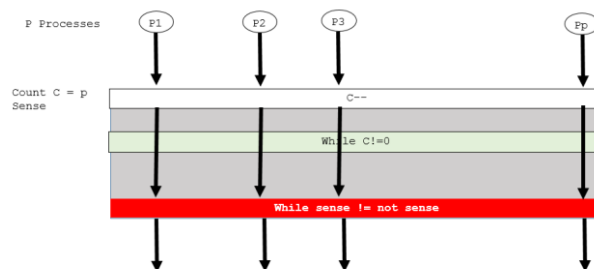 P Processes
P1
P2
P3
Pp
Count C = p
Sense
C--
While C!=0
While sense != not sense